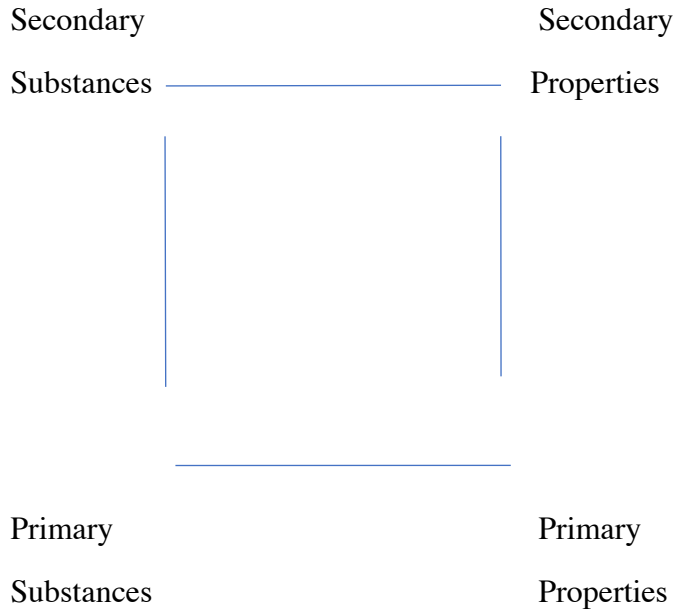 Secondary Secondary
Substances Properties
Primary Primary
Substances Properties